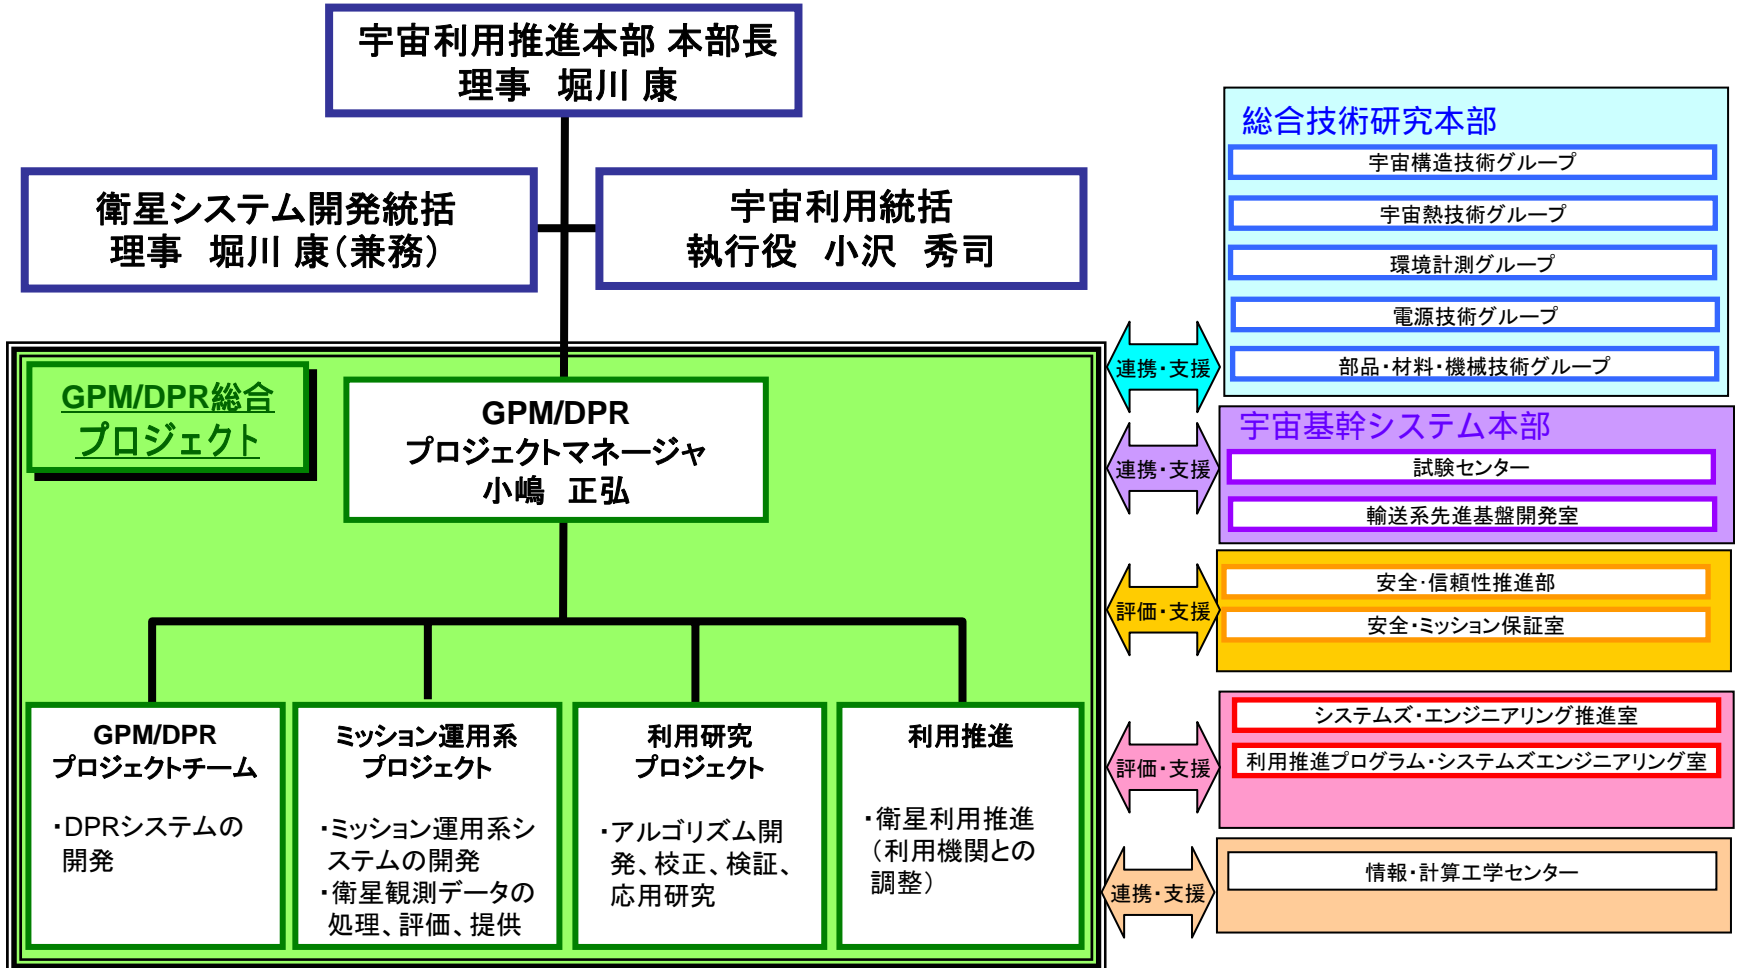 宇宙利用推進本部 本部長
理事　堀川 康
衛星システム開発統括
理事　堀川 康（兼務）
宇宙利用統括
執行役　小沢　秀司
GPM/DPR総合
プロジェクト
GPM/DPR
プロジェクトマネージャ
小嶋　正弘
GPM/DPR
プロジェクトチーム
・DPRシステムの
開発
ミッション運用系
プロジェクト
・ミッション運用系シ
ステムの開発
・衛星観測データの
処理、評価、提供
利用研究
プロジェクト
・アルゴリズム開
発、校正、検証、
応用研究
利用推進
・衛星利用推進
（利用機関との
調整）
連携・支援
連携・支援
評価・支援
評価・支援
連携・支援
総合技術研究本部
宇宙構造技術グループ
宇宙熱技術グループ
環境計測グループ
電源技術グループ
部品・材料・機械技術グループ
宇宙基幹システム本部
試験センター
輸送系先進基盤開発室
安全・信頼性推進部
安全・ミッション保証室
システムズ・エンジニアリング推進室
利用推進プログラム・システムズエンジニアリング室
情報・計算工学センター